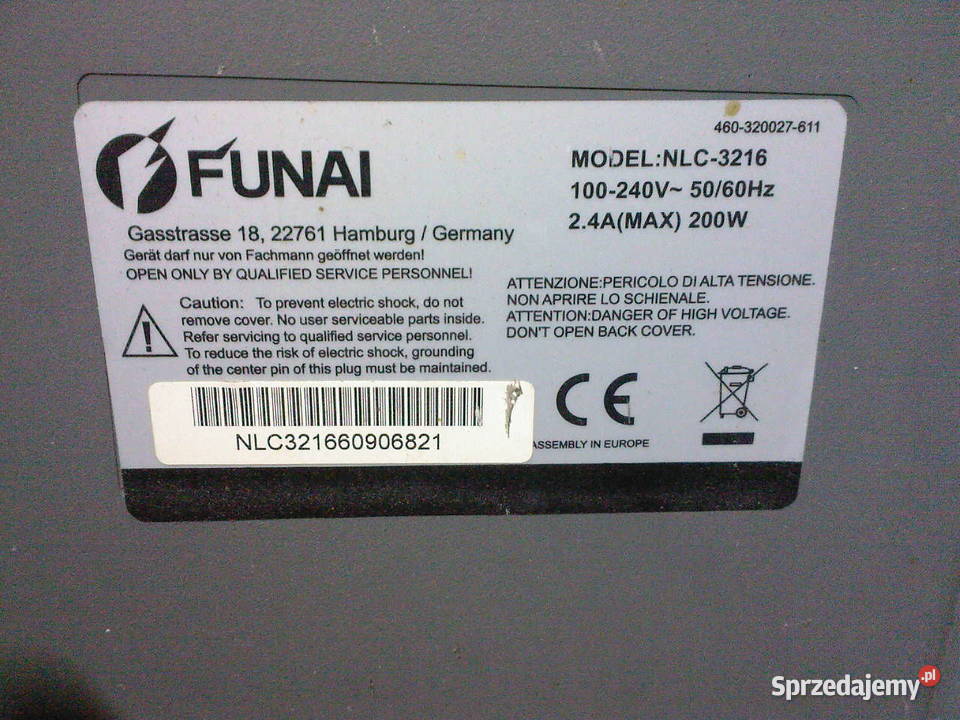 460-320027-611
FUNAI
MODEL:NLC-3216
100-240V~ 50/60Hz
2.4A(MAX) 200W
Gasstrasse 18, 22761 Hamburg / Germany
Gerät darf nur von Fachmann geöffnet werden!
OPEN ONLY BY QUALIFIED SERVICE PERSONNEL!
Caution: To prevent electric shock, do not
remove cover. No user serviceable parts inside.
Refer servicing to qualified service personnel.
To reduce the risk of electric shock, grounding
of the center pin of this plug must be maintained.
ATTENZIONE:PERICOLO DI ALTA TENSIONE.
NON APRIRE LO SCHIENALE.
ATTENTION:DANGER OF HIGH VOLTAGE.
DON'T OPEN BACK COVER.
CE
NLC321660906821
ASSEMBLY IN EUROPE
Sprzedajemy.pl